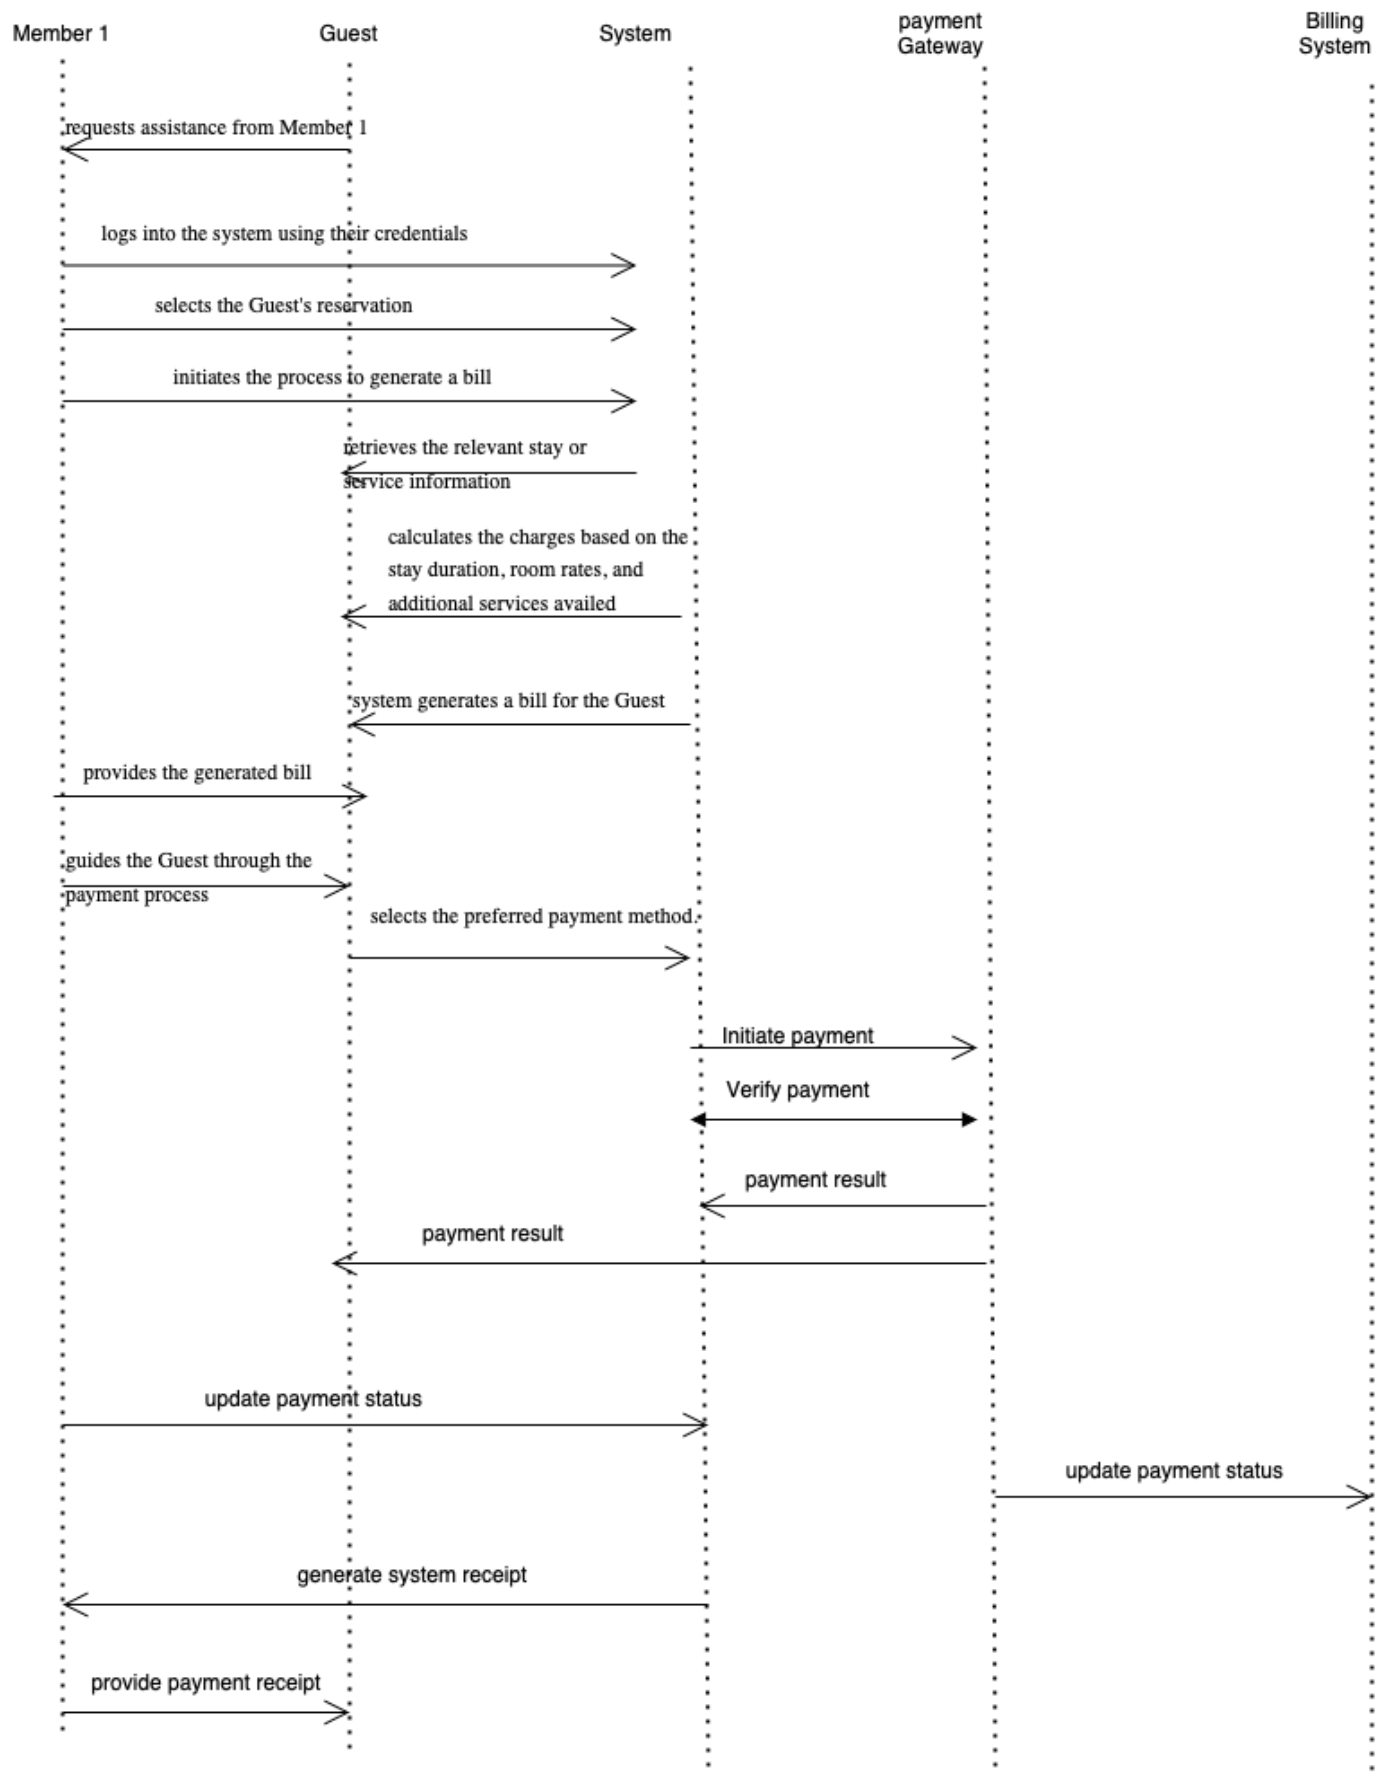 Member 1
Guest
System
payment
Gateway
Billing
System
requests assistance from Member 1
logs into the system using their credentials
selects the Guest's reservation
initiates the process to generate a bill
retrieves the relevant stay or
service information
calculates the charges based on the
stay duration, room rates, and
additional services availed
system generates a bill for the Guest
provides the generated bill
guides the Guest through the
payment process
selects the preferred payment method.
Initiate payment
Verify payment
payment result
payment result
update payment status
update payment status
generate system receipt
provide payment receipt